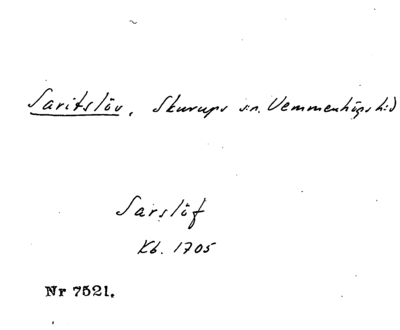 Saritslöv, Skurups sn. Vemmenhögs hd
Sarslöf
Kb. 1705
Nr 7521.